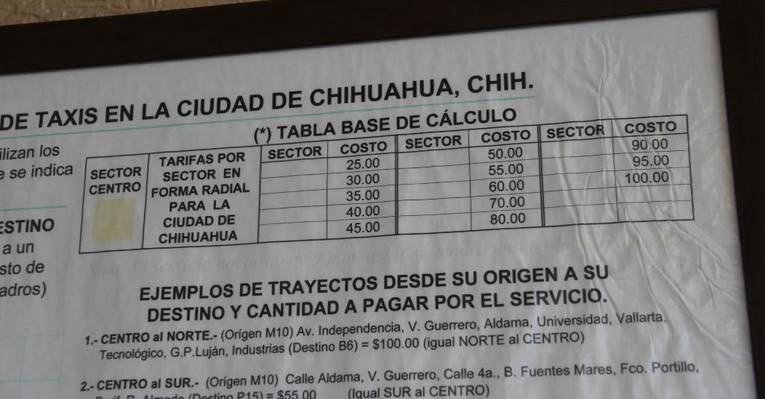 DE TAXIS EN LA CIUDAD DE CHIHUAHUA, CHIH.
ilizan los
e se indica
ESTINO
a un
sto de
adros)
(*) TABLA BASE DE CÁLCULO
SECTOR CENTRO
TARIFAS POR
SECTOR EN
FORMA RADIAL
PARA LA
CIUDAD DE
CHIHUAHUA
SECTOR COSTO SECTOR COSTO SECTOR COSTO
25.00 50.00 90.00
30.00 55.00 95.00
35.00 60.00 100.00
40.00 70.00
45.00 80.00
EJEMPLOS DE TRAYECTOS DESDE SU ORIGEN A SU
DESTINO Y CANTIDAD A PAGAR POR EL SERVICIO.
1.- CENTRO al NORTE.- (Orígen M10) Av. Independencia, V. Guerrero, Aldama, Universidad, Vallarta,
Tecnológico, G.P.Luján, Industrias (Destino B6) = $100.00 (igual NORTE al CENTRO)
2.- CENTRO al SUR.- (Orígen M10) Calle Aldama, V. Guerrero, Calle 4a., B. Fuentes Mares, Fco. Portillo,
(Destino P15) = $55.00 (Igual SUR al CENTRO)